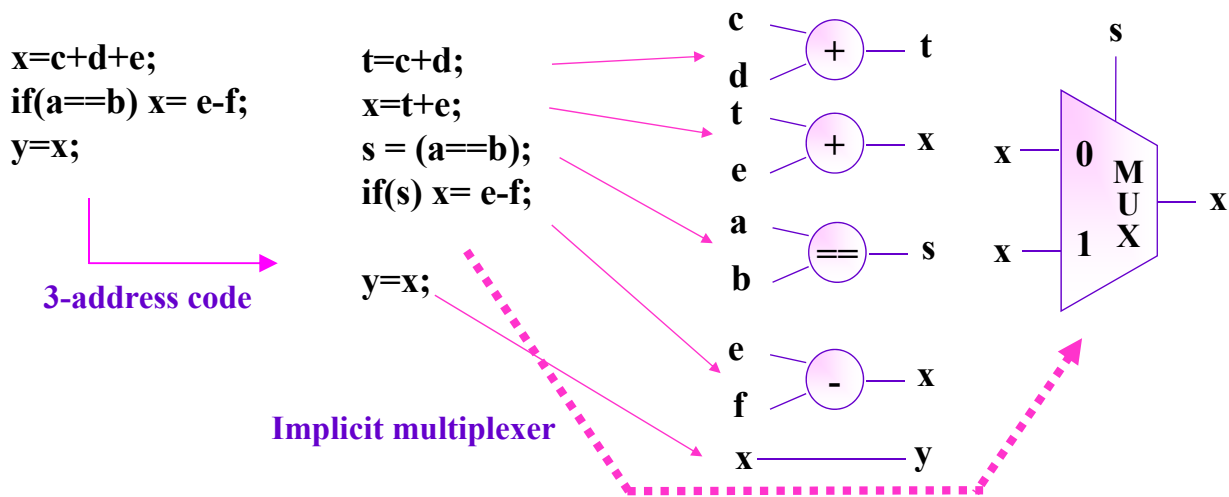 x=c+d+e;
if(a==b) x= e-f;
y=x;
3-address code
t=c+d;
x=t+e;
s = (a==b);
if(s) x= e-f;
y=x;
Implicit multiplexer
c
d
+
t
t
e
+
x
a
b
==
s
e
f
-
x
x
y
s
x
0
x
1
M
U
X
x